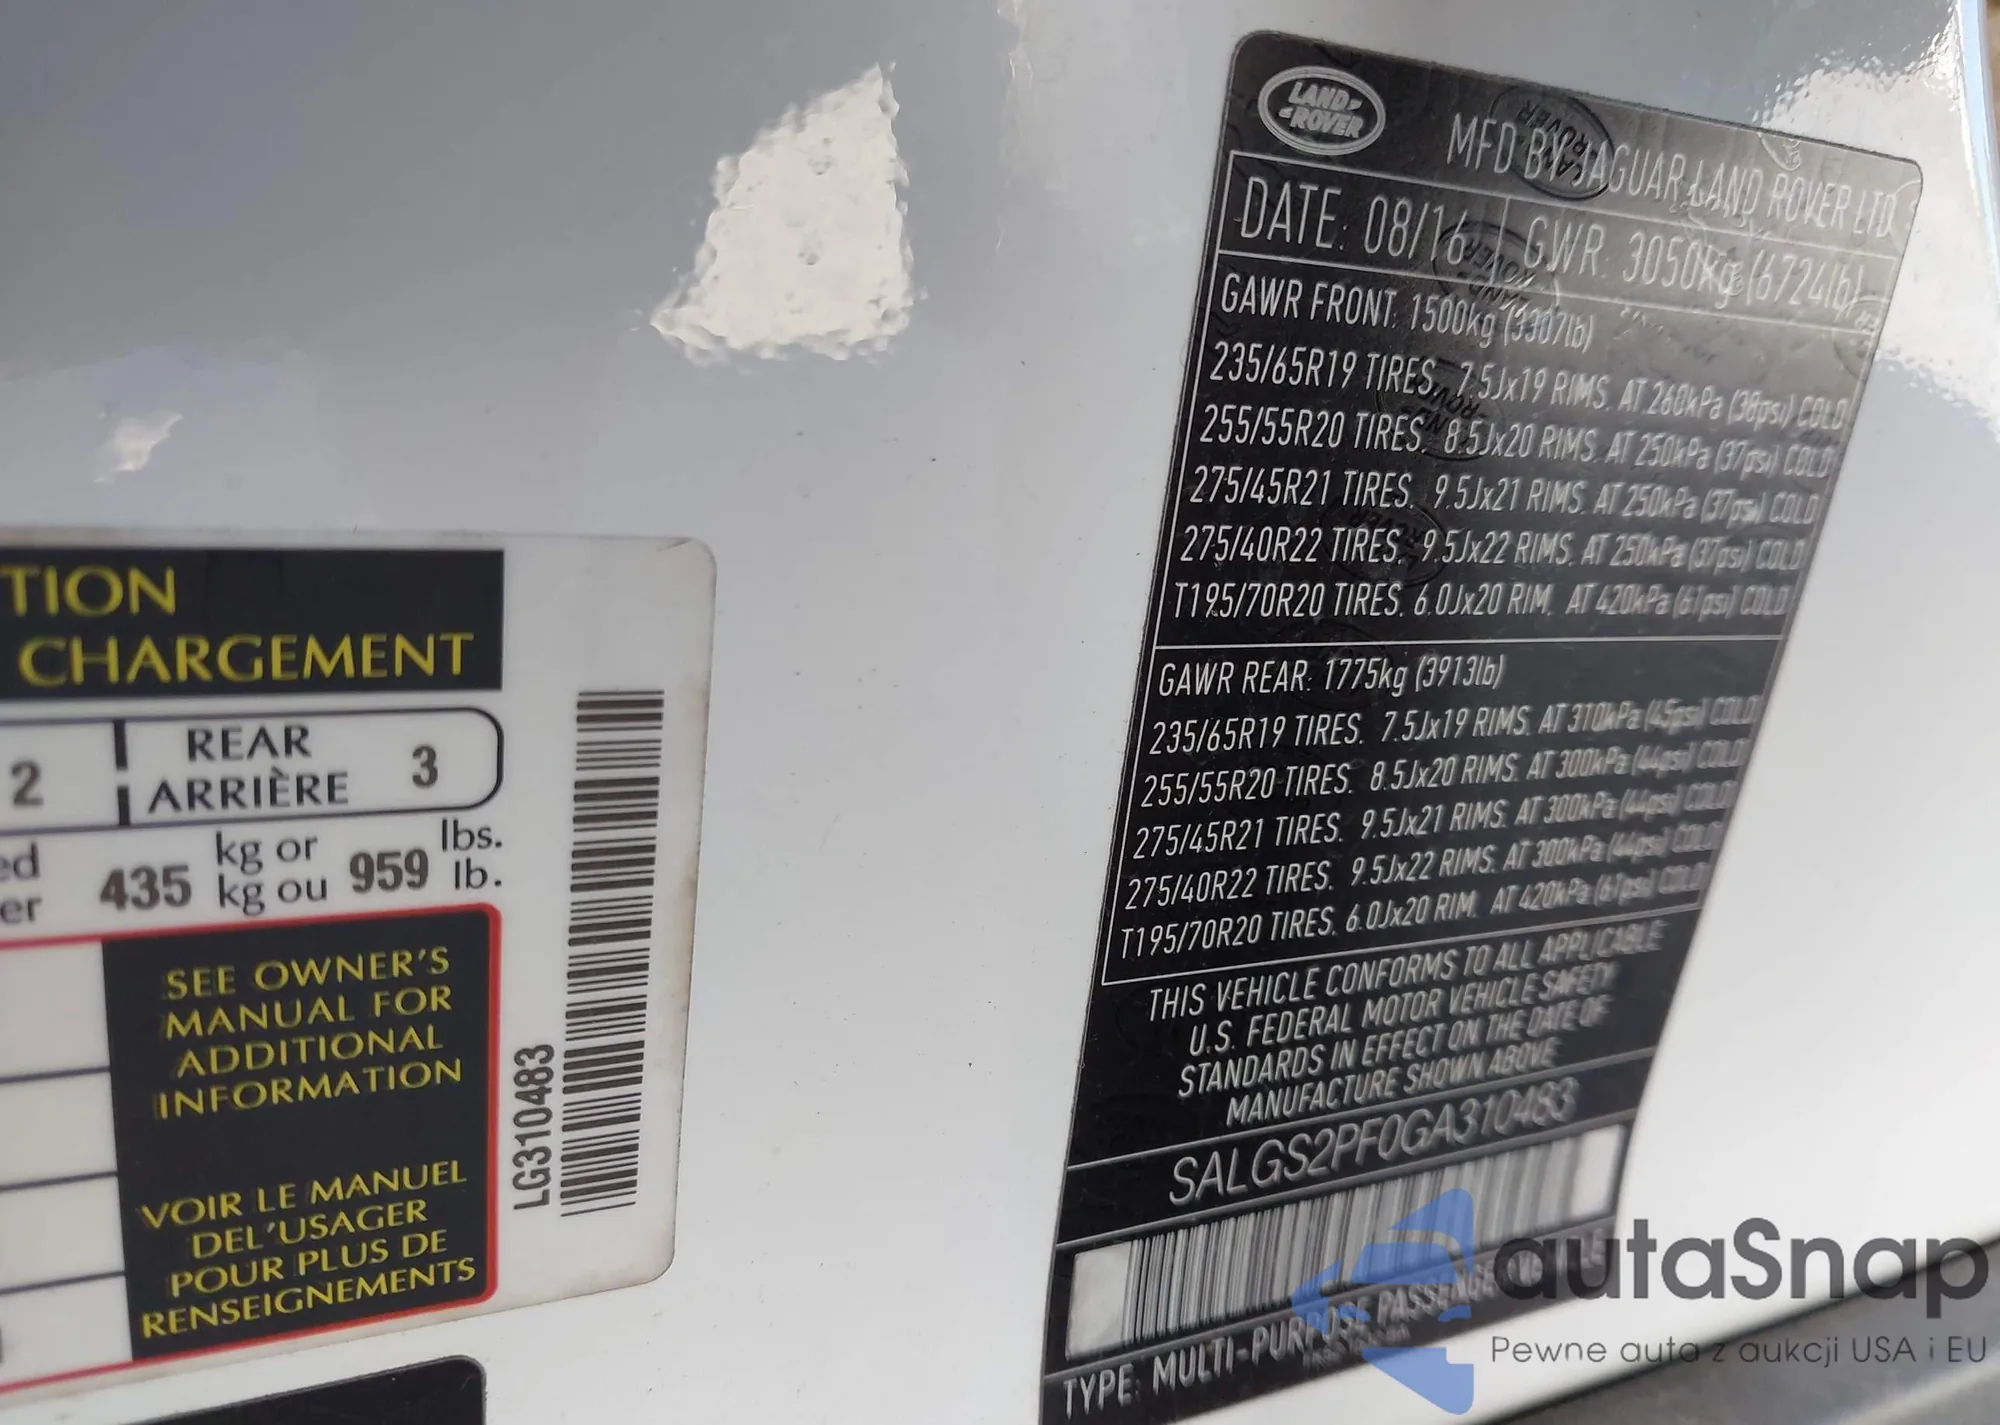 TION
CHARGEMENT
2
REAR
ARRIÈRE
3
ed
er
435
kg or
kg ou
959
lbs.
lb.
SEE OWNER'S
MANUAL FOR
ADDITIONAL
INFORMATION
VOIR LE MANUEL
DEL'USAGER
POUR PLUS DE
RENSEIGNEMENTS
LG310483
LAND-
-ROVER
MFD BY JAGUAR LAND ROVER LTD
DATE: 08/16 GWR 3050kg (6724lb)
GAWR FRONT: 1500kg (3307lb)
235/65R19 TIRES. 7.5Jx19 RIMS. AT 260kPa (38psi) COLD
255/55R20 TIRES. 8.5Jx20 RIMS. AT 250kPa (37psi) COLD
275/45R21 TIRES. 9.5Jx21 RIMS. AT 250kPa (37psi) COLD
275/40R22 TIRES. 9.5Jx22 RIMS. AT 250kPa (37psi) COLD
T195/70R20 TIRES. 6.0Jx20 RIM. AT 420kPa (61psi) COLD
GAWR REAR: 1775kg (3913lb)
235/65R19 TIRES. 7.5Jx19 RIMS. AT 310kPa (45psi) COLD
255/55R20 TIRES. 8.5Jx20 RIMS. AT 300kPa (44psi) COLD
275/45R21 TIRES. 9.5Jx21 RIMS. AT 300kPa (44psi) COLD
275/40R22 TIRES. 9.5Jx22 RIMS. AT 300kPa (44psi) COLD
T195/70R20 TIRES. 6.0Jx20 RIM. AT 420kPa (61psi) COLD
THIS VEHICLE CONFORMS TO ALL APPLICABLE
U.S. FEDERAL MOTOR VEHICLE SAFETY
STANDARDS IN EFFECT ON THE DATE OF
MANUFACTURE SHOWN ABOVE
SALGS2PF0GA310483
TYPE: MULTI-PURPOSE PASSENGER VEHICLE
autaSnap
Pewne auta z aukcji USA i EU